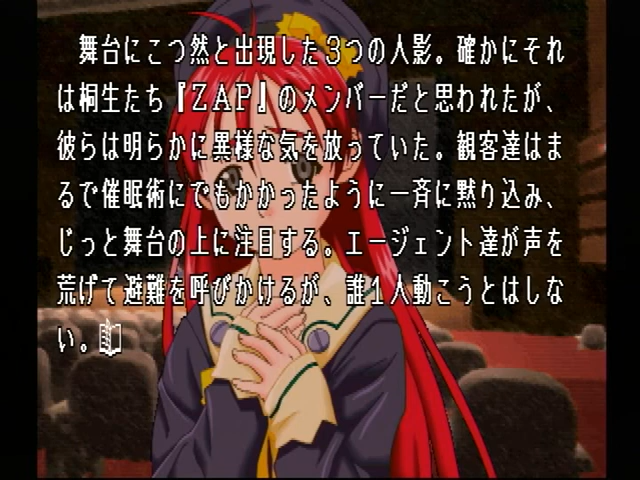 舞台にこつ然と出現した３つの人影。確かにそれ
は桐生たち『ＺＡＰ』のメンバーだと思われたが、
彼らは明らかに異様な気を放っていた。観客達はま
るで催眠術にでもかかったように一斉に黙り込み、
じっと舞台の上に注目する。エージェント達が声を
荒げて避難を呼びかけるが、誰１人動こうとはしな
い。